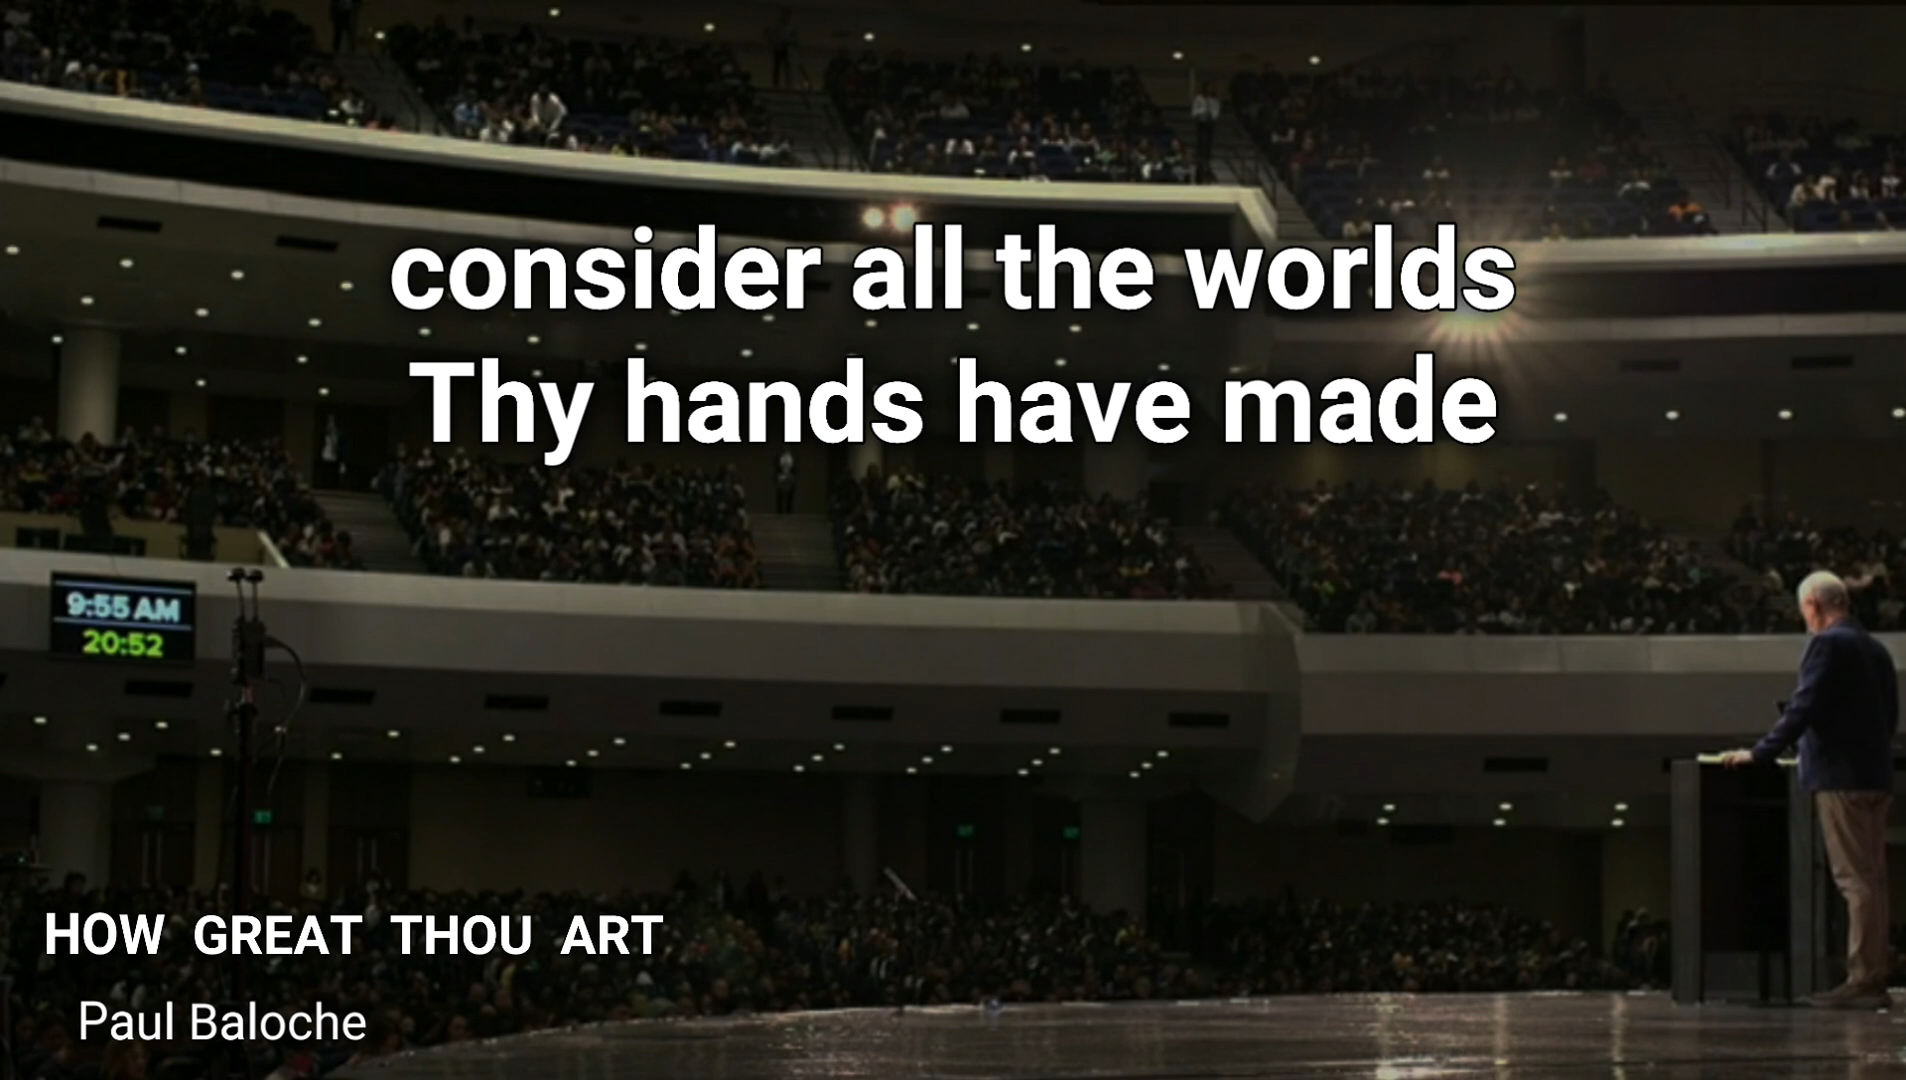 consider all the worlds
Thy hands have made
9:55 AM
20:52
HOW GREAT THOU ART
Paul Baloche